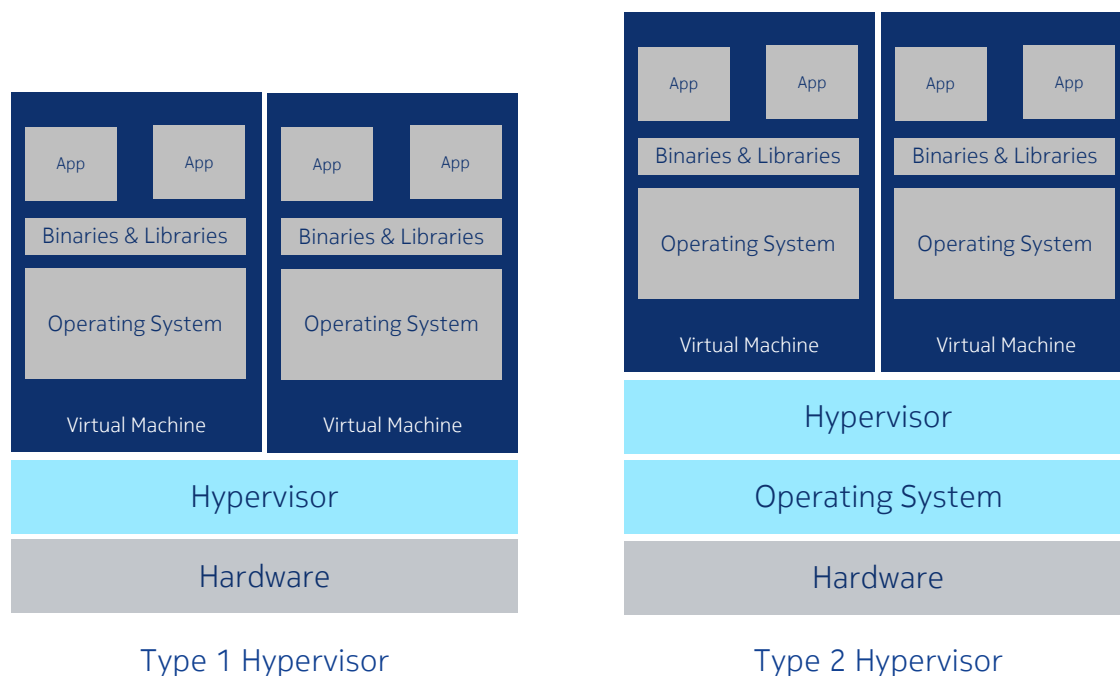 App
App
Binaries & Libraries
Operating System
Virtual Machine
App
App
Binaries & Libraries
Operating System
Virtual Machine
Hypervisor
Hardware
Type 1 Hypervisor
App
App
Binaries & Libraries
Operating System
Virtual Machine
App
App
Binaries & Libraries
Operating System
Virtual Machine
Hypervisor
Operating System
Hardware
Type 2 Hypervisor